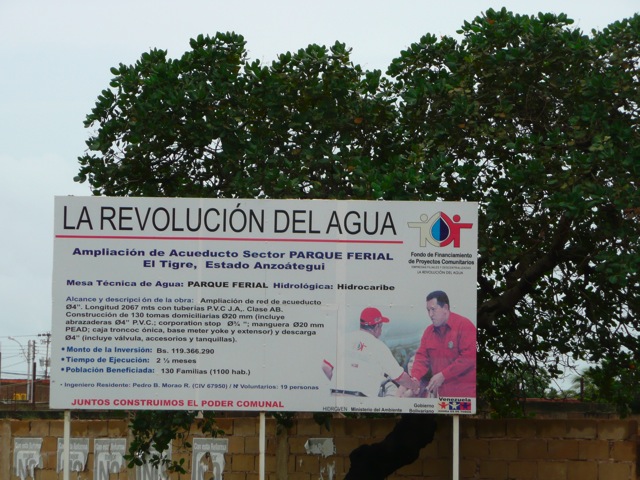 LA REVOLUCIÓN DEL AGUA
Ampliación de Acueducto Sector PARQUE FERIAL
El Tigre, Estado Anzoátegui
Mesa Técnica de Agua: PARQUE FERIAL Hidrológica: Hidrocaribe
Alcance y descripción de la obra: Ampliación de red de acueducto
Ø4". Longitud 2067 mts con tuberías P.V.C J.A,. Clase AB.
Construcción de 130 tomas domiciliarias Ø20 mm (incluye
abrazaderas Ø4" P.V.C.; corporation stop Ø½ "; manguera Ø20 mm
PEAD; caja tronco cónica, base meter yoke y extensor) y descarga
Ø4" (incluye válvula, accesorios y tanquillas).
• Monto de la Inversión: Bs. 119.366.290
• Tiempo de Ejecución: 2 ½ meses
• Población Beneficiada: 130 Familias (1100 hab.)
- Ingeniero Residente: Pedro B. Morao R. (CIV 67950) / Nº Voluntarios: 19 personas
JUNTOS CONSTRUIMOS EL PODER COMUNAL
Fondo de Financiamiento
de Proyectos Comunitarios
LA REVOLUCIÓN DEL AGUA
HIDROVEN Ministerio del Ambiente
Gobierno
Bolivariano
Venezuela